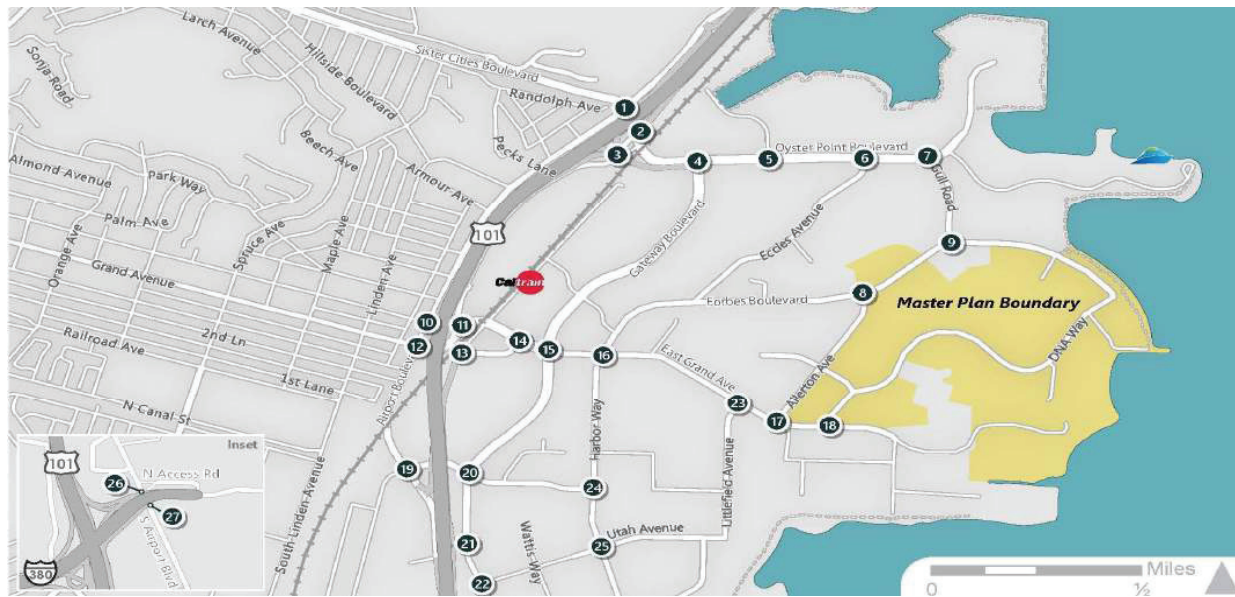 Larch Avenue
Hillside Boulevard
Sister Cities Boulevard
Sonja Road
Randolph Ave
1
2
3
Pecks Lane
Oyster Point Boulevard
4
5
6
7
Beech Ave
Armour Ave
Almond Avenue
Park Way
Gull Road
Palm Ave
Spruce Ave
Maple Ave
101
Gateway Boulevard
Eccles Avenue
9
Orange Ave
Grand Avenue
Linden Ave
Caltrain
8
Forbes Boulevard
Master Plan Boundary
2nd Ln
10
11
12
13
14
15
16
Railroad Ave
DNA Way
1st Lane
Airport Boulevard
East Grand Ave
Allerton Ave
N Canal St
23
17
18
Harbor Way
Littlefield Avenue
Inset
101
N Access Rd
26
27
S Airport Blvd
380
South Linden Avenue
19
20
24
21
Wattis Way
Utah Avenue
25
22
Miles
0
½